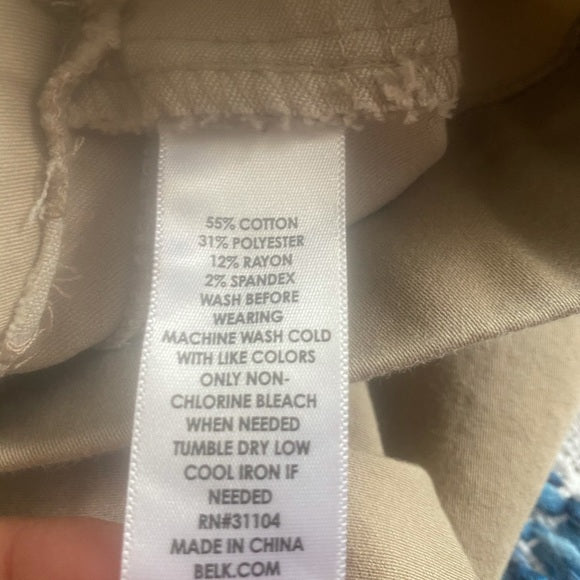 55% COTTON
31% POLYESTER
12% RAYON
2% SPANDEX
WASH BEFORE
WEARING
MACHINE WASH COLD
WITH LIKE COLORS
ONLY NON-
CHLORINE BLEACH
WHEN NEEDED
TUMBLE DRY LOW
COOL IRON IF
NEEDED
RN#31104
MADE IN CHINA
BELK.COM